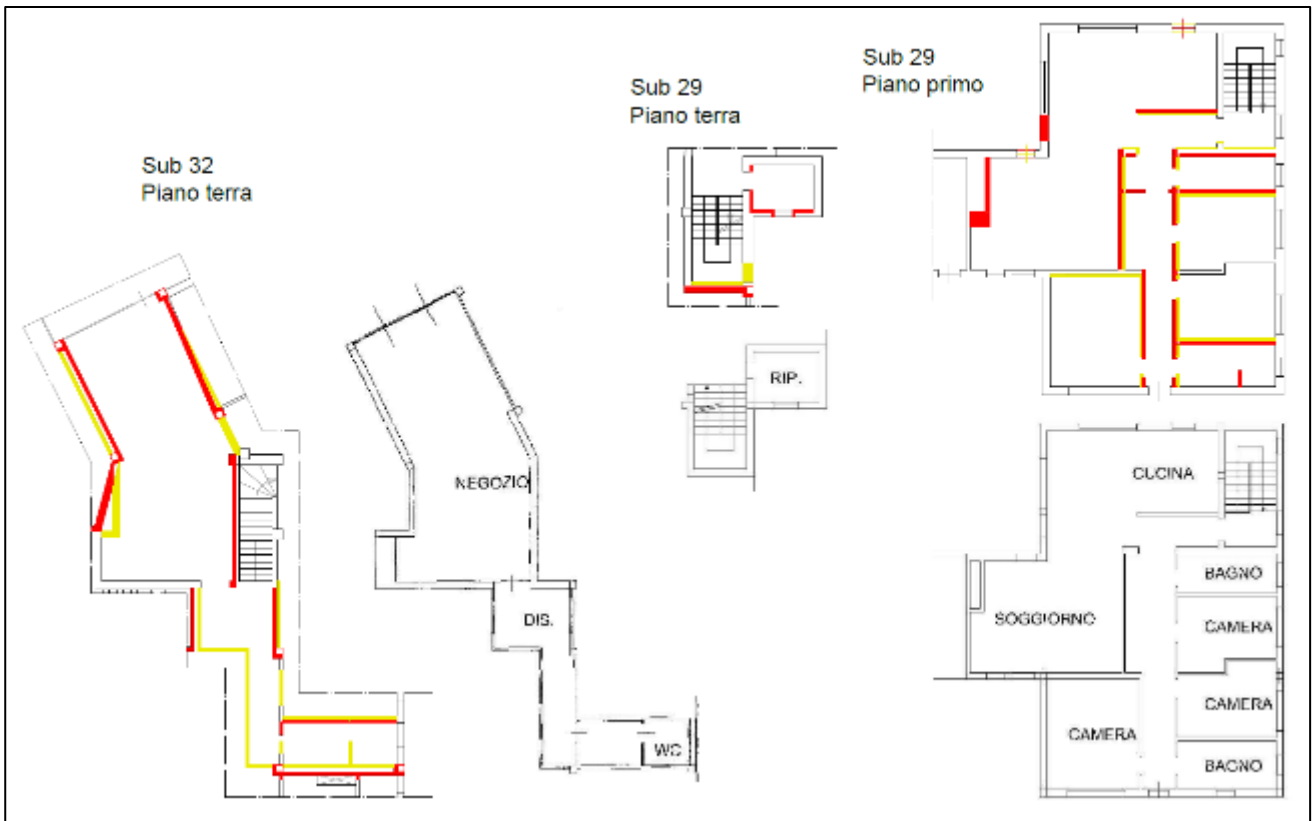 Sub 32
Piano terra
Sub 29
Piano terra
Sub 29
Piano primo
NEGOZIO
DIS.
WC
RIP.
CUCINA
BAGNO
SOGGIORNO
CAMERA
CAMERA
CAMERA
BAGNO